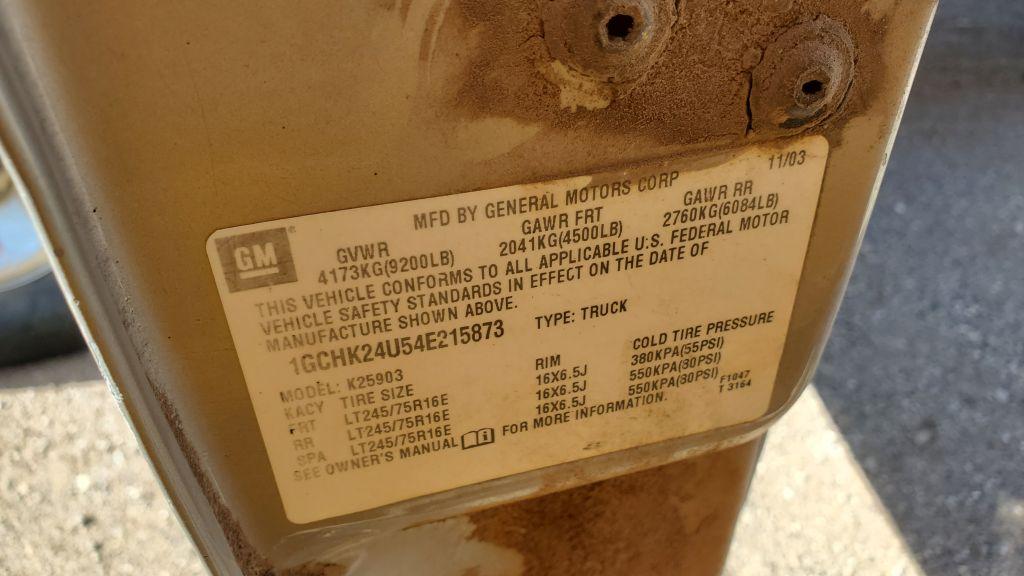 11/03
MFD BY GENERAL MOTORS CORP
GM
GVWR GAWR FRT GAWR RR
4173KG(9200LB) 2041KG(4500LB) 2760KG(6084LB)
THIS VEHICLE CONFORMS TO ALL APPLICABLE U.S. FEDERAL MOTOR
VEHICLE SAFETY STANDARDS IN EFFECT ON THE DATE OF
MANUFACTURE SHOWN ABOVE.
1GCHK24U54E215873 TYPE: TRUCK
MODEL: K25903
KACY TIRE SIZE RIM COLD TIRE PRESSURE
FRT LT245/75R16E 16X6.5J 380KPA(55PSI)
RR LT245/75R16E 16X6.5J 550KPA(80PSI)
SPA LT245/75R16E 16X6.5J 550KPA(80PSI)
SEE OWNER'S MANUAL FOR MORE INFORMATION.
F1047
T 3164